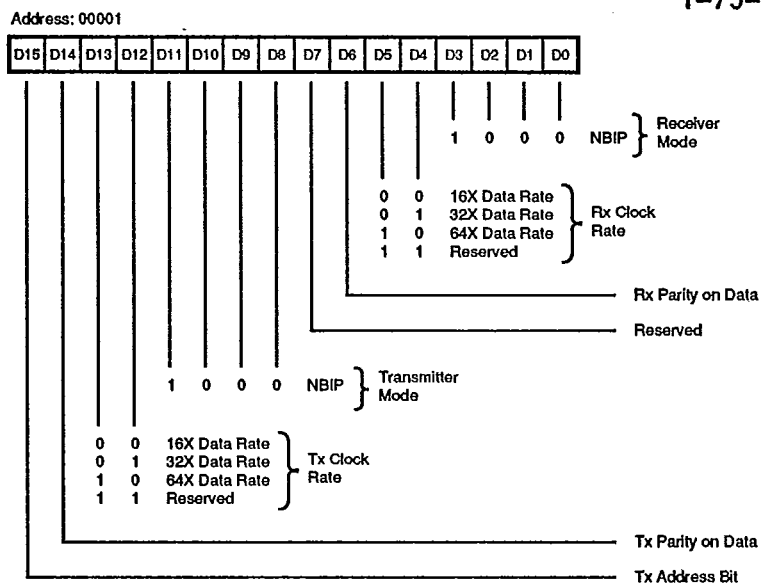 Address: 00001
D15 D14 D13 D12 D11 D10 D9 D8 D7 D6 D5 D4 D3 D2 D1 D0
1 0 0 0 NBIP
Receiver
Mode
0 0 16X Data Rate
0 1 32X Data Rate
1 0 64X Data Rate
1 1 Reserved
Rx Clock
Rate
Rx Parity on Data
Reserved
1 0 0 0 NBIP
Transmitter
Mode
0 0 16X Data Rate
0 1 32X Data Rate
1 0 64X Data Rate
1 1 Reserved
Tx Clock
Rate
Tx Parity on Data
Tx Address Bit